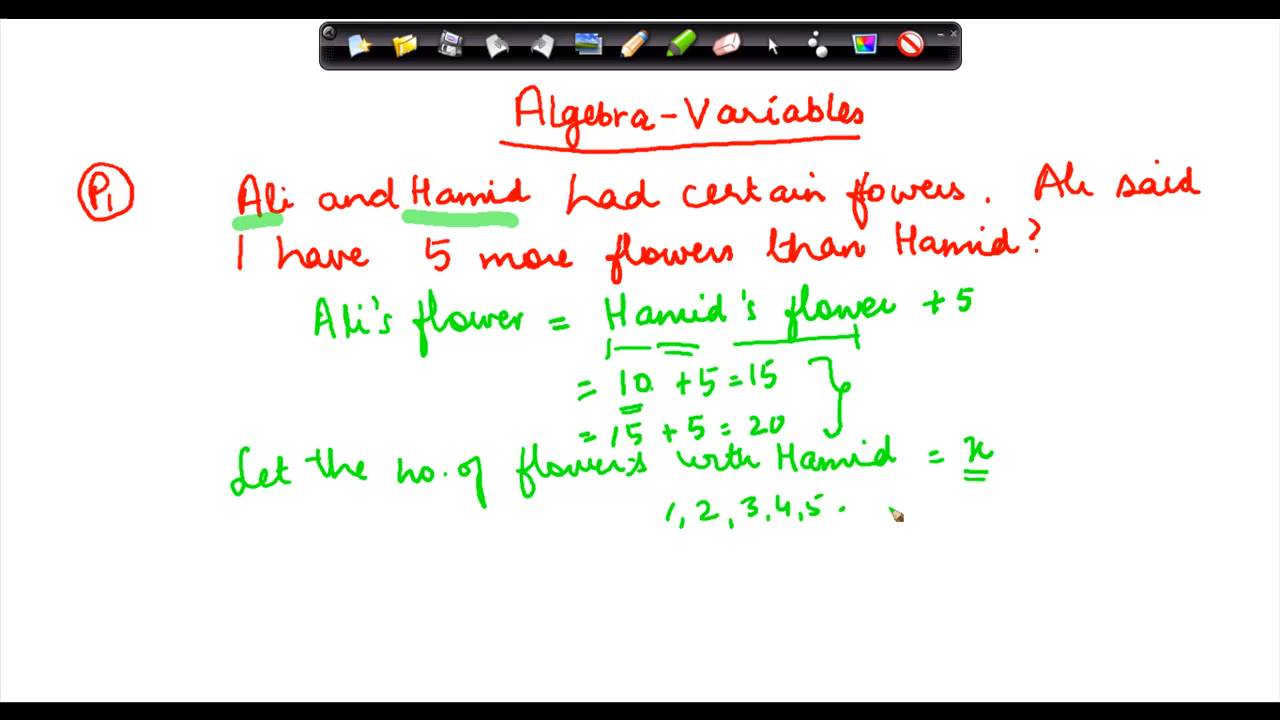 Algebra-Variables
P1 Ali and Hamid had certain fowers. Ali said
I have 5 more flowers than Hamid?
Ali's flower = Hamid's flower + 5
= 10 + 5 = 15
= 15 + 5 = 20
Let the no. of flowers with Hamid = x
1, 2, 3, 4, 5 .